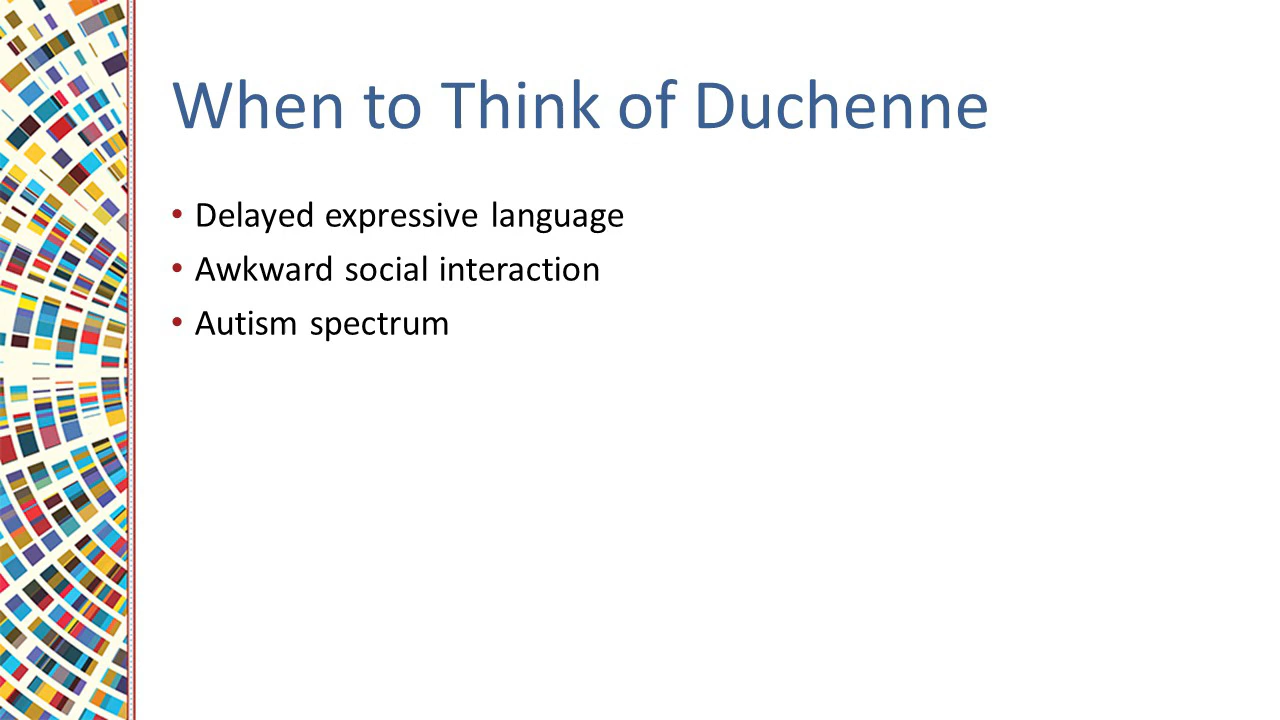 When to Think of Duchenne
• Delayed expressive language
• Awkward social interaction
• Autism spectrum